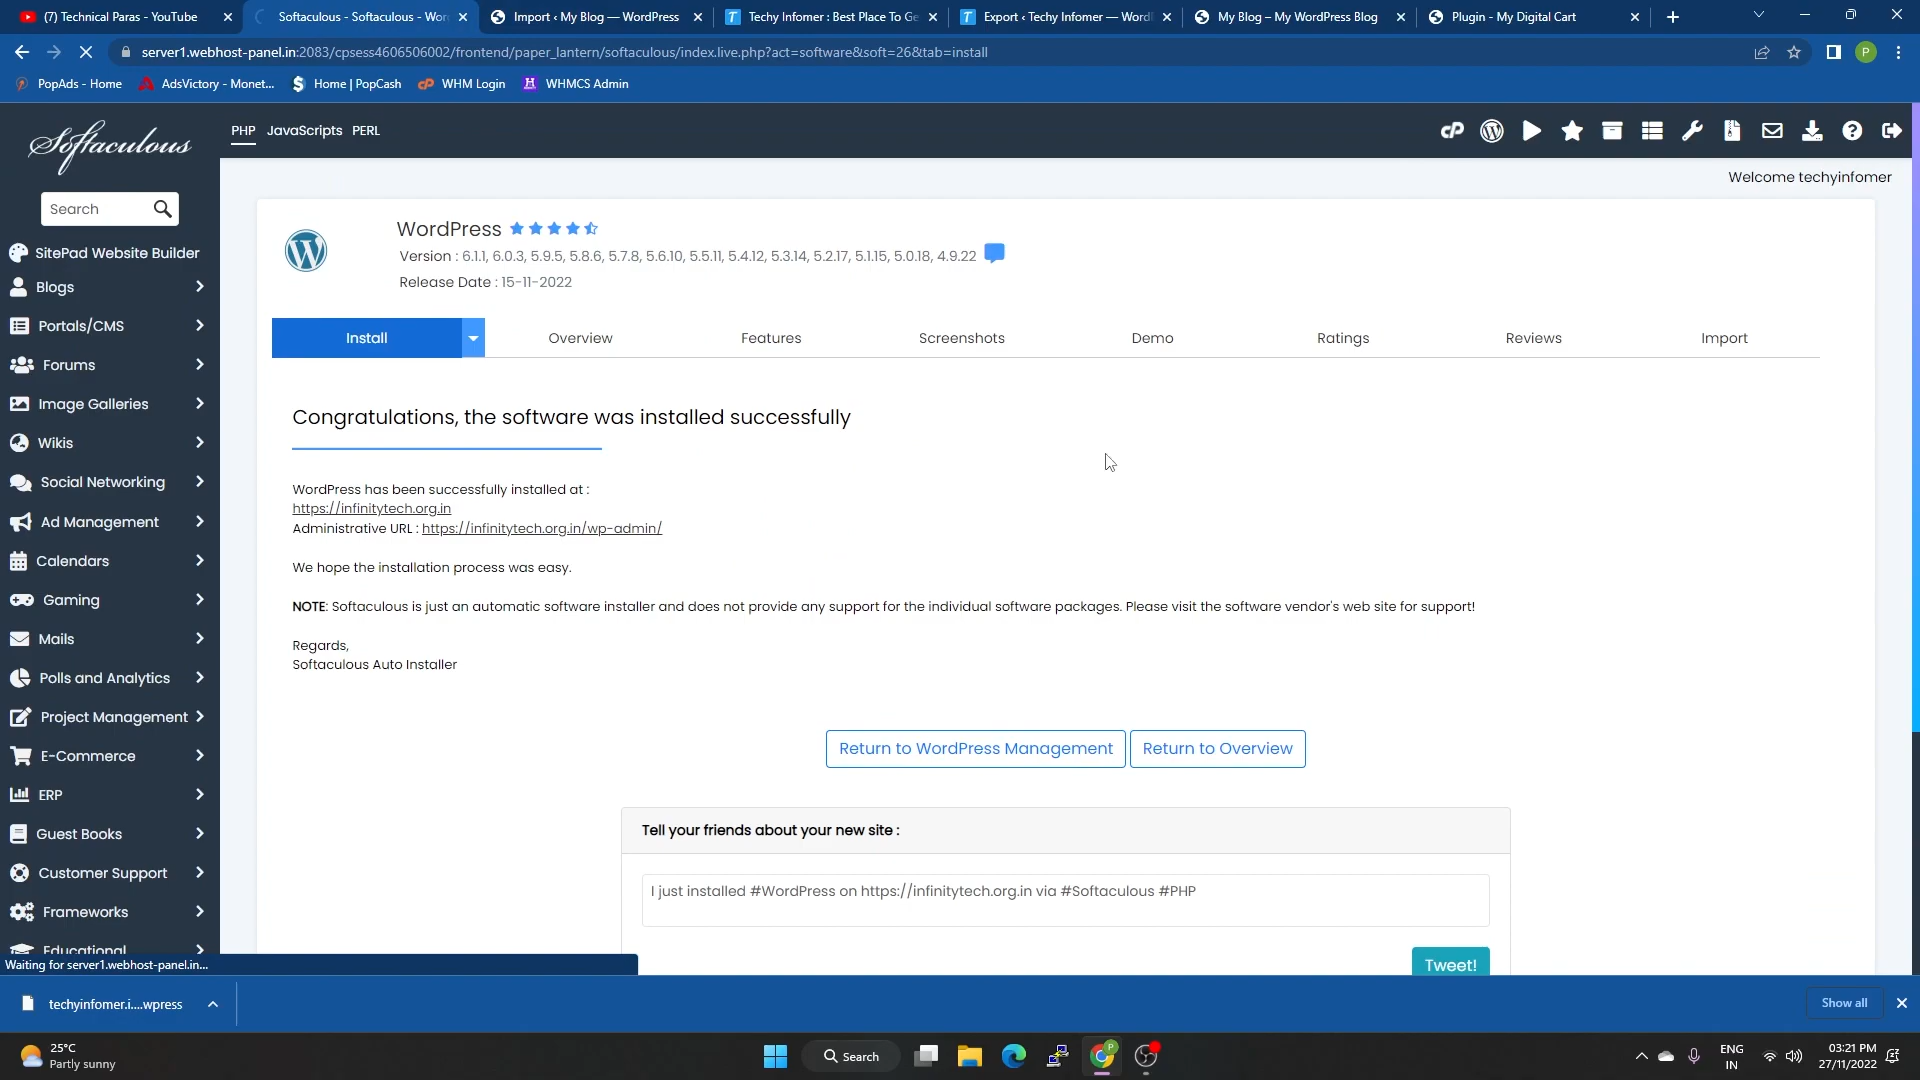 (7) Technical Paras - YouTube
Softaculous - Softaculous - Wor
Import ‹ My Blog — WordPress
Techy Infomer : Best Place To Ge
Export ‹ Techy Infomer — Word
My Blog – My WordPress Blog
Plugin - My Digital Cart
server1.webhost-panel.in:2083/cpsess4606506002/frontend/paper_lantern/softaculous/index.live.php?act=software&soft=26&tab=install
P
PopAds - Home
AdsVictory - Monet...
Home | PopCash
WHM Login
WHMCS Admin
Softaculous
PHP JavaScripts PERL
Welcome techyinfomer
Search
SitePad Website Builder
Blogs
Portals/CMS
Forums
Image Galleries
Wikis
Social Networking
Ad Management
Calendars
Gaming
Mails
Polls and Analytics
Project Management
E-Commerce
ERP
Guest Books
Customer Support
Frameworks
Educational
WordPress
Version : 6.1.1, 6.0.3, 5.9.5, 5.8.6, 5.7.8, 5.6.10, 5.5.11, 5.4.12, 5.3.14, 5.2.17, 5.1.15, 5.0.18, 4.9.22
Release Date : 15-11-2022
Install
Overview
Features
Screenshots
Demo
Ratings
Reviews
Import
Congratulations, the software was installed successfully
WordPress has been successfully installed at :
https://infinitytech.org.in
Administrative URL : https://infinitytech.org.in/wp-admin/
We hope the installation process was easy.
NOTE: Softaculous is just an automatic software installer and does not provide any support for the individual software packages. Please visit the software vendor's web site for support!
Regards,
Softaculous Auto Installer
Return to WordPress Management
Return to Overview
Tell your friends about your new site :
I just installed #WordPress on https://infinitytech.org.in via #Softaculous #PHP
Tweet!
Waiting for server1.webhost-panel.in...
techyinfomer.i....wpress
Show all
25°C
Partly sunny
Search
ENG
IN
03:21 PM
27/11/2022